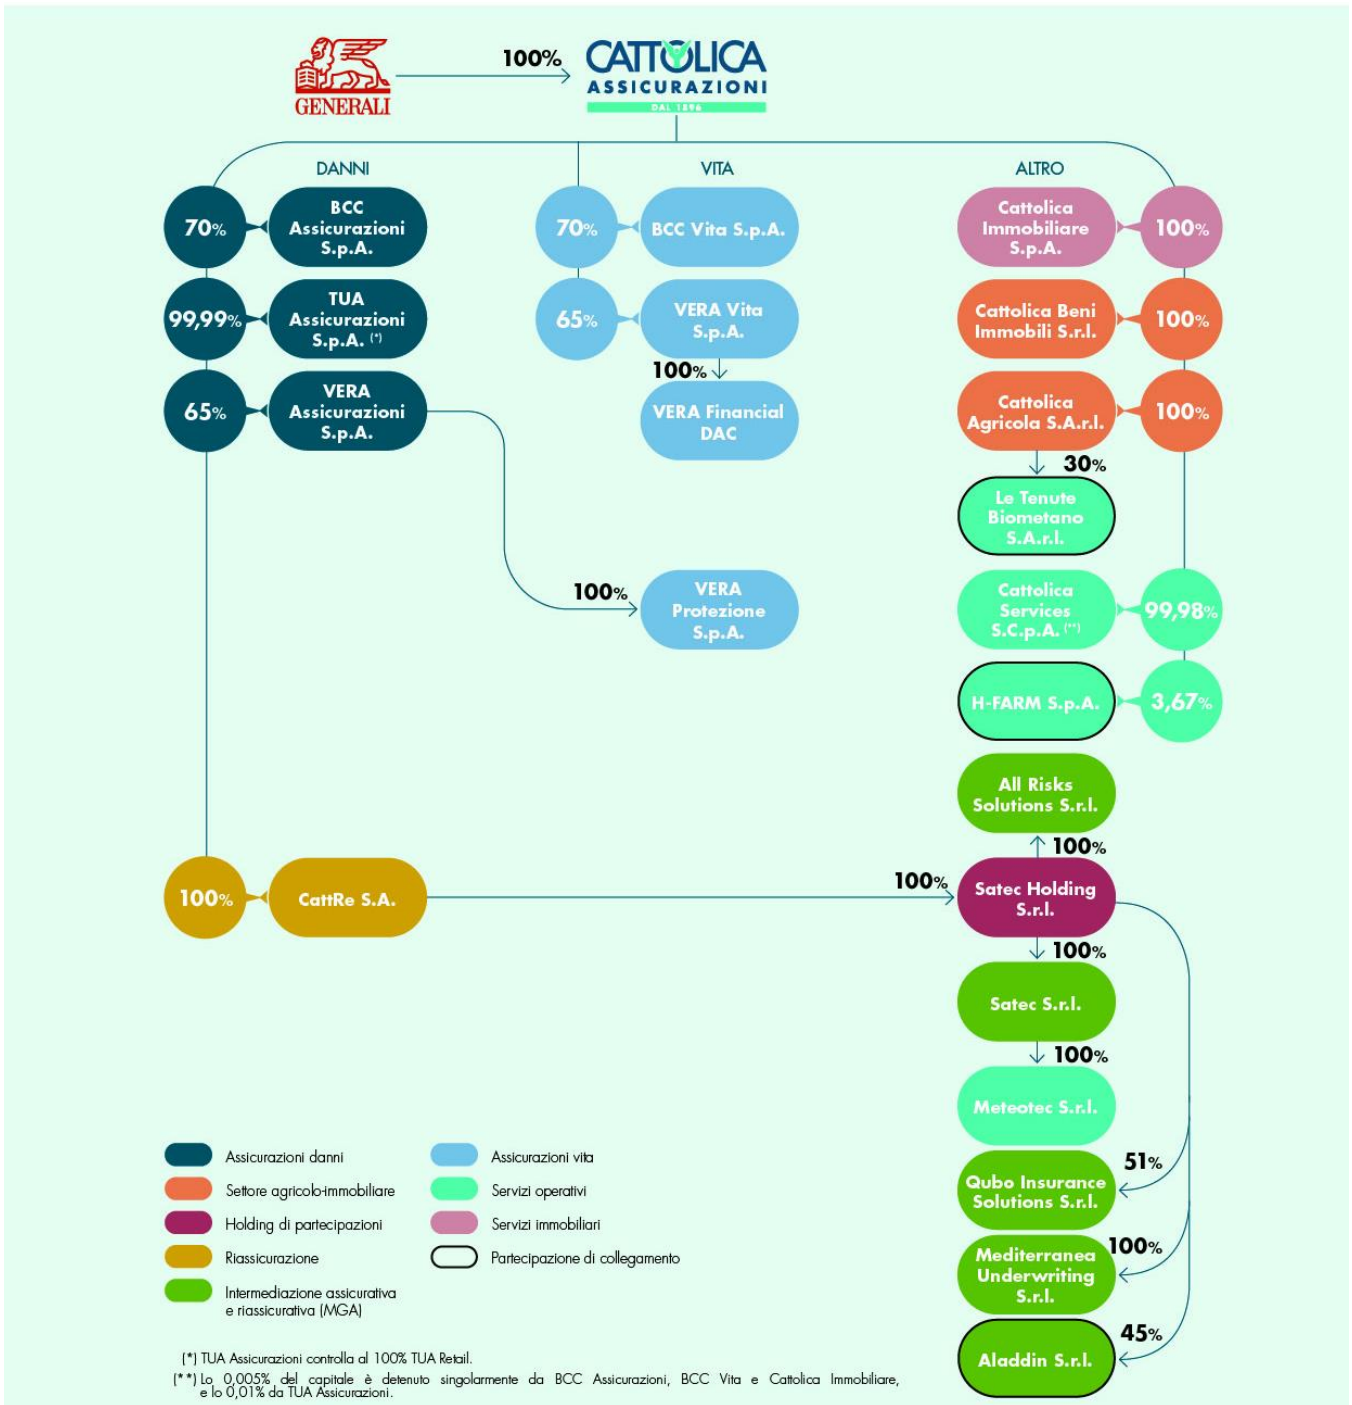 GENERALI
100%
CATTOLICA
ASSICURAZIONI
DAL 1896
DANNI
VITA
ALTRO
70%
BCC
Assicurazioni
S.p.A.
99,99%
TUA
Assicurazioni
S.p.A. (*)
65%
VERA
Assicurazioni
S.p.A.
70%
BCC Vita S.p.A.
65%
VERA Vita
S.p.A.
100%
VERA Financial
DAC
100%
VERA
Protezione
S.p.A.
Cattolica
Immobiliare
S.p.A.
100%
Cattolica Beni
Immobili S.r.l.
100%
Cattolica
Agricola S.A.r.l.
100%
30%
Le Tenute
Biometano
S.A.r.l.
Cattolica
Services
S.C.p.A. (**)
99,98%
H-FARM S.p.A.
3,67%
All Risks
Solutions S.r.l.
100%
100%
CattRe S.A.
100%
Satec Holding
S.r.l.
100%
Satec S.r.l.
100%
Meteotec S.r.l.
51%
Qubo Insurance
Solutions S.r.l.
100%
Mediterranea
Underwriting
S.r.l.
45%
Aladdin S.r.l.
Assicurazioni danni
Assicurazioni vita
Settore agricolo-immobiliare
Servizi operativi
Holding di partecipazioni
Servizi immobiliari
Riassicurazione
Partecipazione di collegamento
Intermediazione assicurativa
e riassicurativa (MGA)
(*) TUA Assicurazioni controlla al 100% TUA Retail.
(**) Lo 0,005% del capitale è detenuto singolarmente da BCC Assicurazioni, BCC Vita e Cattolica Immobiliare,
e lo 0,01% da TUA Assicurazioni.